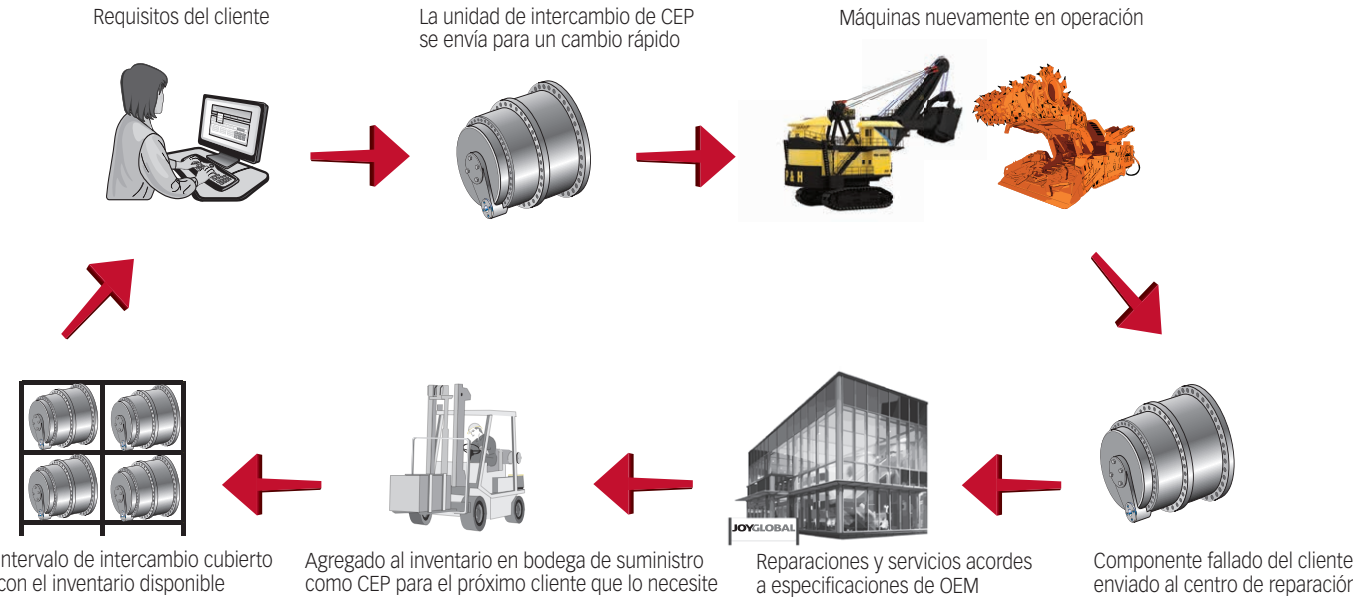 Requisitos del cliente
La unidad de intercambio de CEP
se envía para un cambio rápido
Máquinas nuevamente en operación
P&H
JOYGLOBAL
Intervalo de intercambio cubierto
con el inventario disponible
Agregado al inventario en bodega de suministro
como CEP para el próximo cliente que lo necesite
Reparaciones y servicios acordes
a especificaciones de OEM
Componente fallado del cliente
enviado al centro de reparación